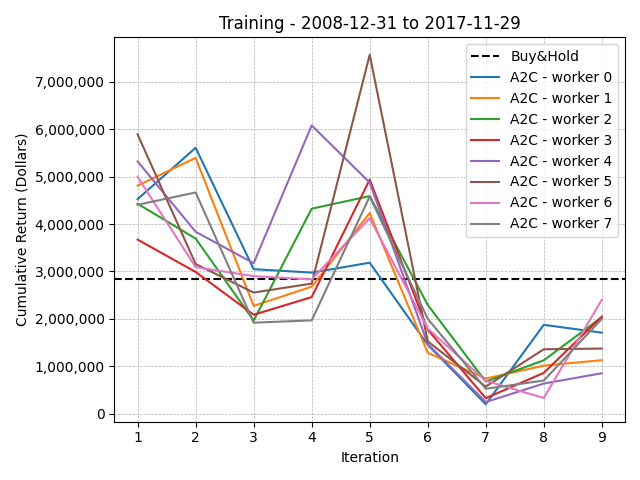 Training - 2008-12-31 to 2017-11-29
Cumulative Return (Dollars)
7,000,000
6,000,000
5,000,000
4,000,000
3,000,000
2,000,000
1,000,000
0
Buy&Hold
A2C - worker 0
A2C - worker 1
A2C - worker 2
A2C - worker 3
A2C - worker 4
A2C - worker 5
A2C - worker 6
A2C - worker 7
1 2 3 4 5 6 7 8 9
Iteration